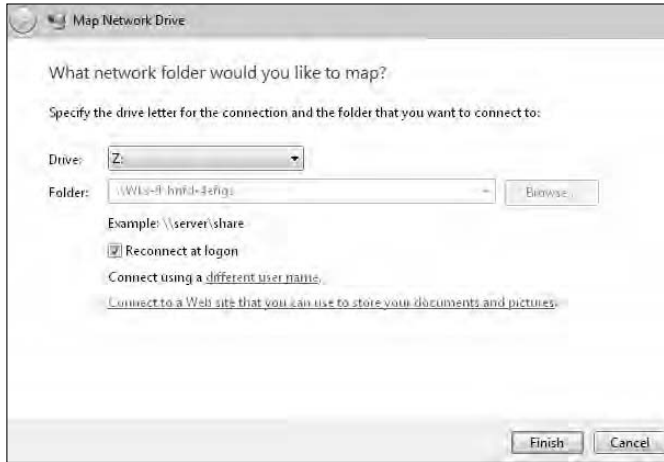 Map Network Drive
What network folder would you like to map?
Specify the drive letter for the connection and the folder that you want to connect to:
Drive: Z:
Folder: Browse...
Example: \\server\share
Reconnect at logon
Connect using a different user name.
Connect to a Web site that you can use to store your documents and pictures.
Finish Cancel